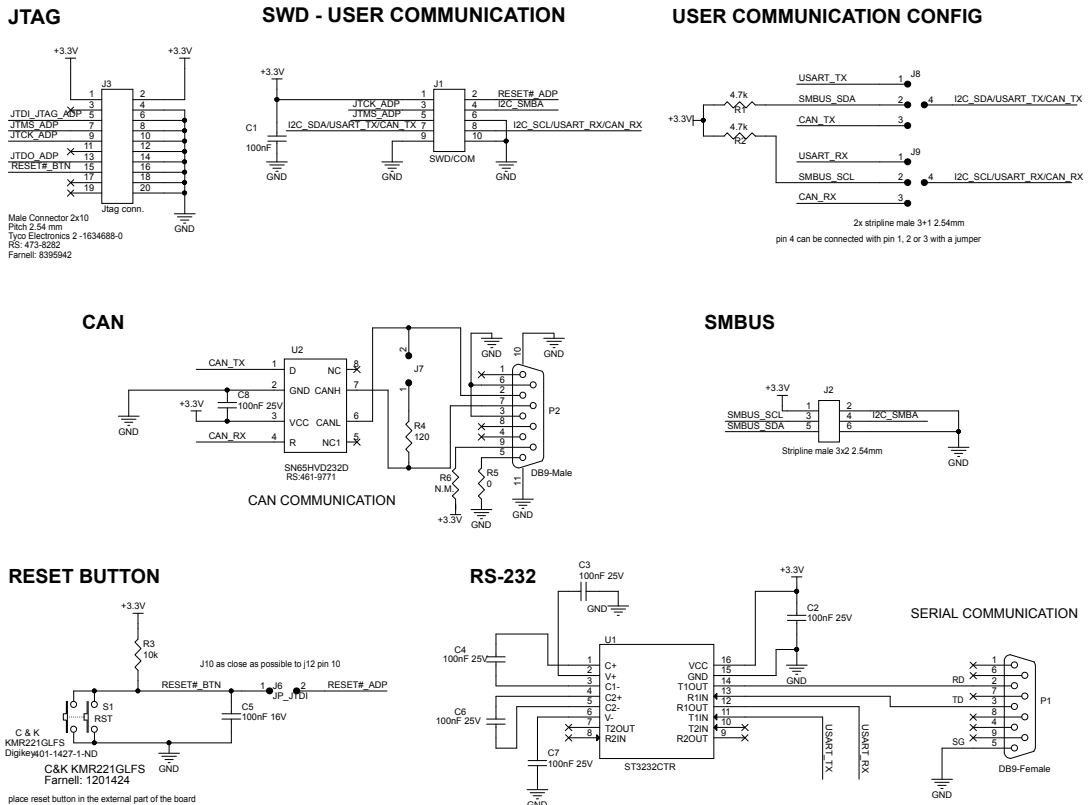 JTAG
+3.3V
+3.3V
J3
1 2
3 4
JTDI_JTAG_ADP 5 6
JTMS_ADP 7 8
JTCK_ADP 9 10
11 12
JTDO_ADP 13 14
RESET#_BTN 15 16
17 18
19 20
Jtag conn.
GND
Male Connector 2x10
Pitch 2.54 mm
Tyco Electronics 2 -1634688-0
RS: 473-8282
Farnell: 8395942
SWD - USER COMMUNICATION
+3.3V
J1
1 2 RESET#_ADP
JTCK_ADP 3 4 I2C_SMBA
JTMS_ADP 5 6
I2C_SDA/USART_TX/CAN_TX 7 8 I2C_SCL/USART_RX/CAN_RX
9 10
C1
100nF
SWD/COM
GND
GND
GND
USER COMMUNICATION CONFIG
USART_TX 1 J8
4.7k
R1
SMBUS_SDA 2 4 I2C_SDA/USART_TX/CAN_TX
+3.3V
CAN_TX 3
4.7k
R2
J9
USART_RX 1
SMBUS_SCL 2 4 I2C_SCL/USART_RX/CAN_RX
CAN_RX 3
2x stripline male 3+1 2.54mm
pin 4 can be connected with pin 1, 2 or 3 with a jumper
CAN
U2
CAN_TX 1 D NC 8
2 GND CANH 7
C8
100nF 25V
+3.3V
3 VCC CANL 6
CAN_RX 4 R NC1 5
GND
SN65HVD232D
RS:461-9771
CAN COMMUNICATION
2
J7
1
R4
120
R6
N.M.
+3.3V
R5
0
GND
GND
GND
10
1
6
2
7
3
8
4
9
5
11
P2
DB9-Male
GND
SMBUS
+3.3V
J2
1 2
SMBUS_SCL 3 4 I2C_SMBA
SMBUS_SDA 5 6
Stripline male 3x2 2.54mm
GND
RESET BUTTON
+3.3V
R3
10k
J10 as close as possible to j12 pin 10
RESET#_BTN 1 J6 2 RESET#_ADP
JP_JTDI
S1
RST
C5
100nF 16V
C & K
KMR221GLFS
Digikey401-1427-1-ND
GND
C&K KMR221GLFS
Farnell: 1201424
place reset button in the external part of the board
RS-232
C3
100nF 25V
GND
+3.3V
C2
100nF 25V
GND
U1
C4
100nF 25V
C6
100nF 25V
C7
100nF 25V
GND
1 C+ VCC 16
2 V+ GND 15
3 C1- T1OUT 14
4 C2+ R1IN 13
5 C2- R1OUT 12
6 V- T1IN 11
7 T2OUT T2IN 10
8 R2IN R2OUT 9
ST3232CTR
USART_TX
USART_RX
SERIAL COMMUNICATION
RD
TD
SG
1
6
2
7
3
8
4
9
5
P1
DB9-Female
GND